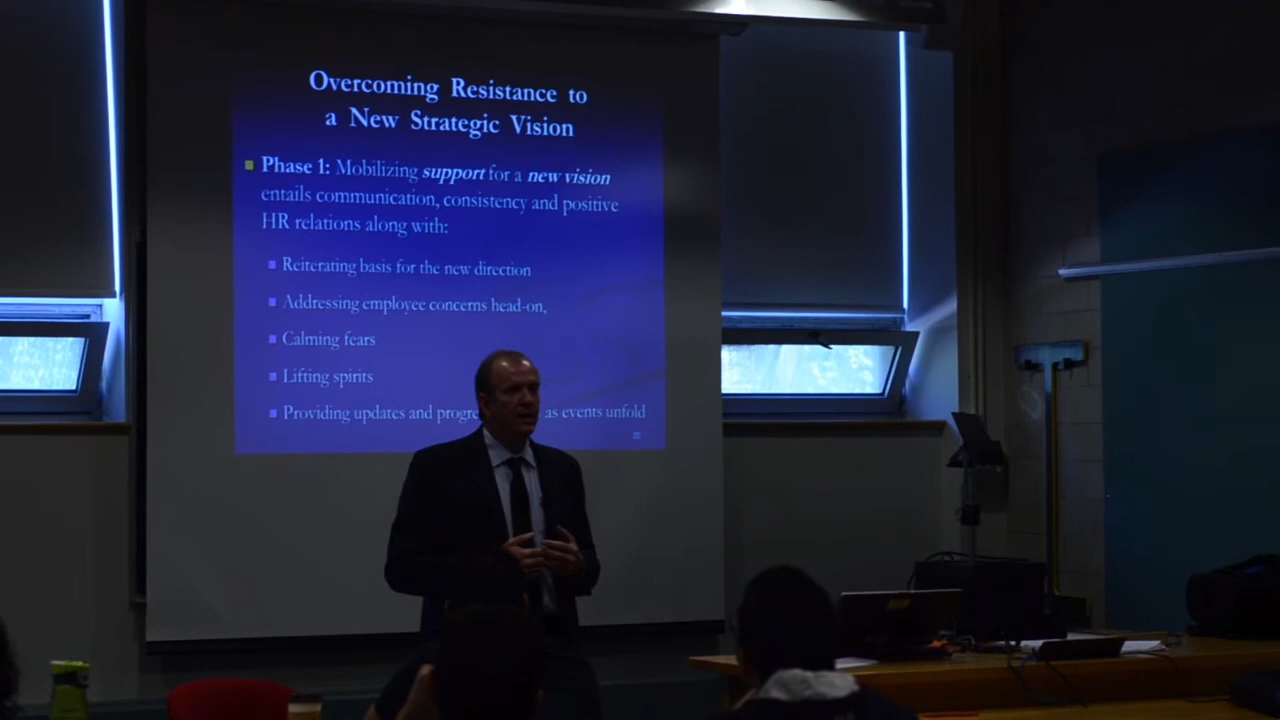 Overcoming Resistance to
a New Strategic Vision
Phase 1: Mobilizing support for a new vision
entails communication, consistency and positive
HR relations along with:
Reiterating basis for the new direction
Addressing employee concerns head-on,
Calming fears
Lifting spirits
Providing updates and as events unfold